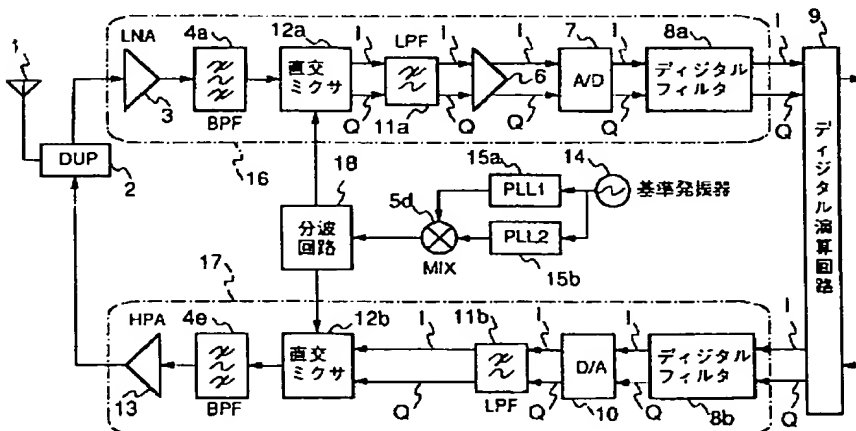 1
LNA
4a
12a
I
LPF
I
I
7
I
8a
I
9
直交
ミクサ
A/D
ディジタル
フィルタ
3
BPF
Q
11a
Q
6
Q
Q
Q
DUP
2
16
18
15a
14
PLL1
基準発振器
5d
分波
回路
PLL2
MIX
15b
ディジタル演算回路
17
HPA
4e
12b
I
11b
I
I
I
直交
ミクサ
D/A
ディジタル
フィルタ
13
BPF
Q
LPF
Q
10
Q
8b
Q